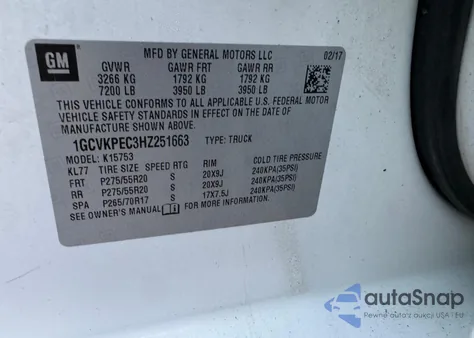 GM
MFD BY GENERAL MOTORS LLC 02/17
GVWR GAWR FRT GAWR RR
3266 KG 1792 KG 1792 KG
7200 LB 3950 LB 3950 LB
THIS VEHICLE CONFORMS TO ALL APPLICABLE U.S. FEDERAL MOTOR
VEHICLE SAFETY STANDARDS IN EFFECT ON THE DATE OF
MANUFACTURE SHOWN ABOVE.
1GCVKPEC3HZ251663 TYPE: TRUCK
MODEL: K15753
KL77 TIRE SIZE SPEED RTG RIM COLD TIRE PRESSURE
FRT P275/55R20 S 20X9J 240KPA(35PSI)
RR P275/55R20 S 20X9J 240KPA(35PSI)
SPA P265/70R17 S 17X7.5J 240KPA(35PSI)
SEE OWNER'S MANUAL
autoSnap
Pewne auto z aukcji USA